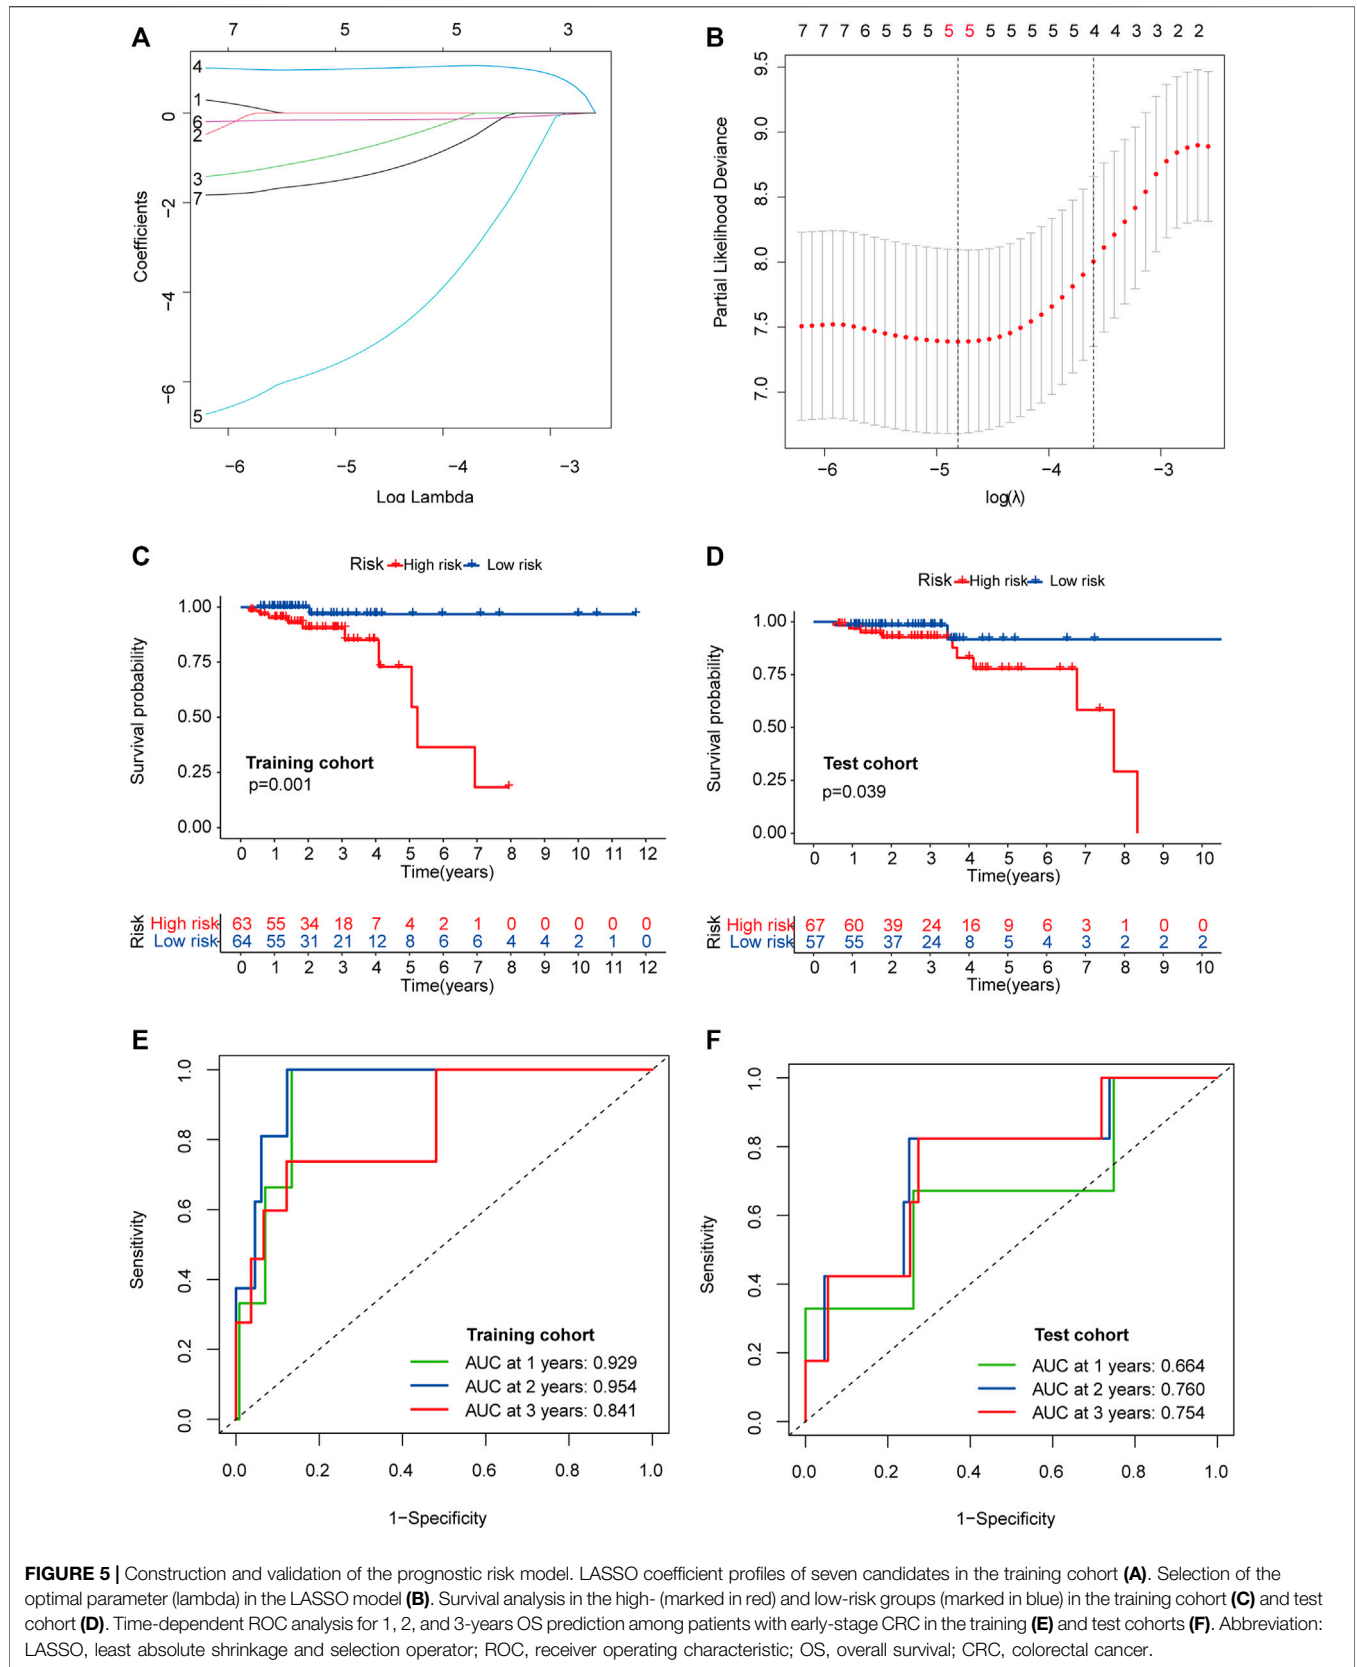 A
7 5 5 3
4
1
6
2
3
7
5
0
−2
−4
−6
Coefficients
−6 −5 −4 −3
Log Lambda
B
7 7 7 6 5 5 5 5 5 5 5 5 5 5 4 4 3 3 2 2
9.5
9.0
8.5
8.0
7.5
7.0
Partial Likelihood Deviance
−6 −5 −4 −3
log(λ)
C
Risk High risk Low risk
1.00
0.75
0.50
0.25
0.00
Survival probability
Training cohort
p=0.001
0 1 2 3 4 5 6 7 8 9 10 11 12
Time(years)
Risk
High risk 63 55 34 18 7 4 2 1 0 0 0 0 0
Low risk 64 55 31 21 12 8 6 6 4 4 2 1 0
0 1 2 3 4 5 6 7 8 9 10 11 12
Time(years)
D
Risk High risk Low risk
1.00
0.75
0.50
0.25
0.00
Survival probability
Test cohort
p=0.039
0 1 2 3 4 5 6 7 8 9 10
Time(years)
Risk
High risk 67 60 39 24 16 9 6 3 1 0 0
Low risk 57 55 37 24 8 5 4 3 2 2 2
0 1 2 3 4 5 6 7 8 9 10
Time(years)
E
1.0
0.8
0.6
0.4
0.2
0.0
Sensitivity
Training cohort
AUC at 1 years: 0.929
AUC at 2 years: 0.954
AUC at 3 years: 0.841
0.0 0.2 0.4 0.6 0.8 1.0
1−Specificity
F
1.0
0.8
0.6
0.4
0.2
0.0
Sensitivity
Test cohort
AUC at 1 years: 0.664
AUC at 2 years: 0.760
AUC at 3 years: 0.754
0.0 0.2 0.4 0.6 0.8 1.0
1−Specificity
FIGURE 5 | Construction and validation of the prognostic risk model. LASSO coefficient profiles of seven candidates in the training cohort (A). Selection of the
optimal parameter (lambda) in the LASSO model (B). Survival analysis in the high- (marked in red) and low-risk groups (marked in blue) in the training cohort (C) and test
cohort (D). Time-dependent ROC analysis for 1, 2, and 3-years OS prediction among patients with early-stage CRC in the training (E) and test cohorts (F). Abbreviation:
LASSO, least absolute shrinkage and selection operator; ROC, receiver operating characteristic; OS, overall survival; CRC, colorectal cancer.